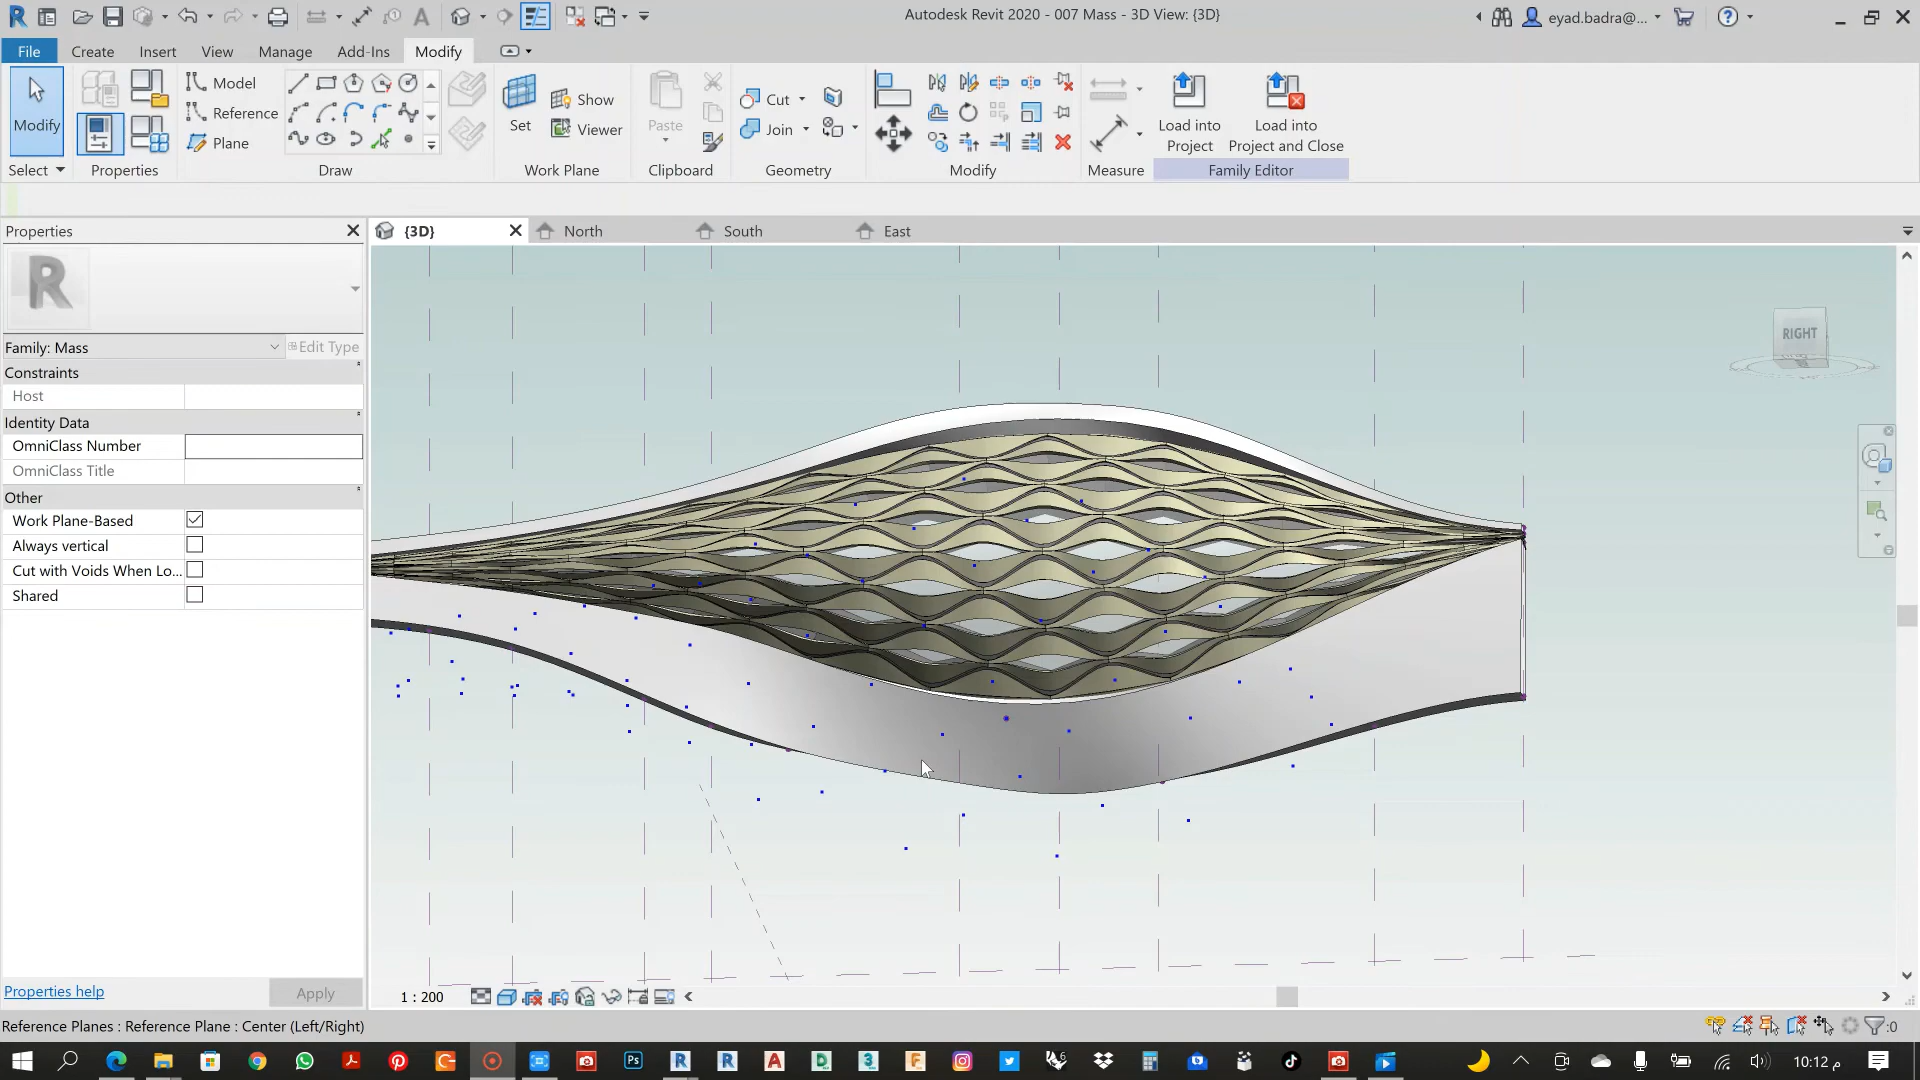 Autodesk Revit 2020 - 007 Mass - 3D View: {3D}
eyad.badra@...
File
Create
Insert
View
Manage
Add-Ins
Modify
Modify
Select
Properties
Model
Reference
Plane
Draw
Set
Show
Viewer
Work Plane
Paste
Clipboard
Cut
Join
Geometry
Modify
Measure
Load into
Project
Load into
Project and Close
Family Editor
Properties
{3D}
North
South
East
R
Family: Mass
Edit Type
Constraints
Host
Identity Data
OmniClass Number
OmniClass Title
Other
Work Plane-Based
Always vertical
Cut with Voids When Lo...
Shared
RIGHT
Properties help
Apply
1 : 200
Reference Planes : Reference Plane : Center (Left/Right)
:0
10:12 م